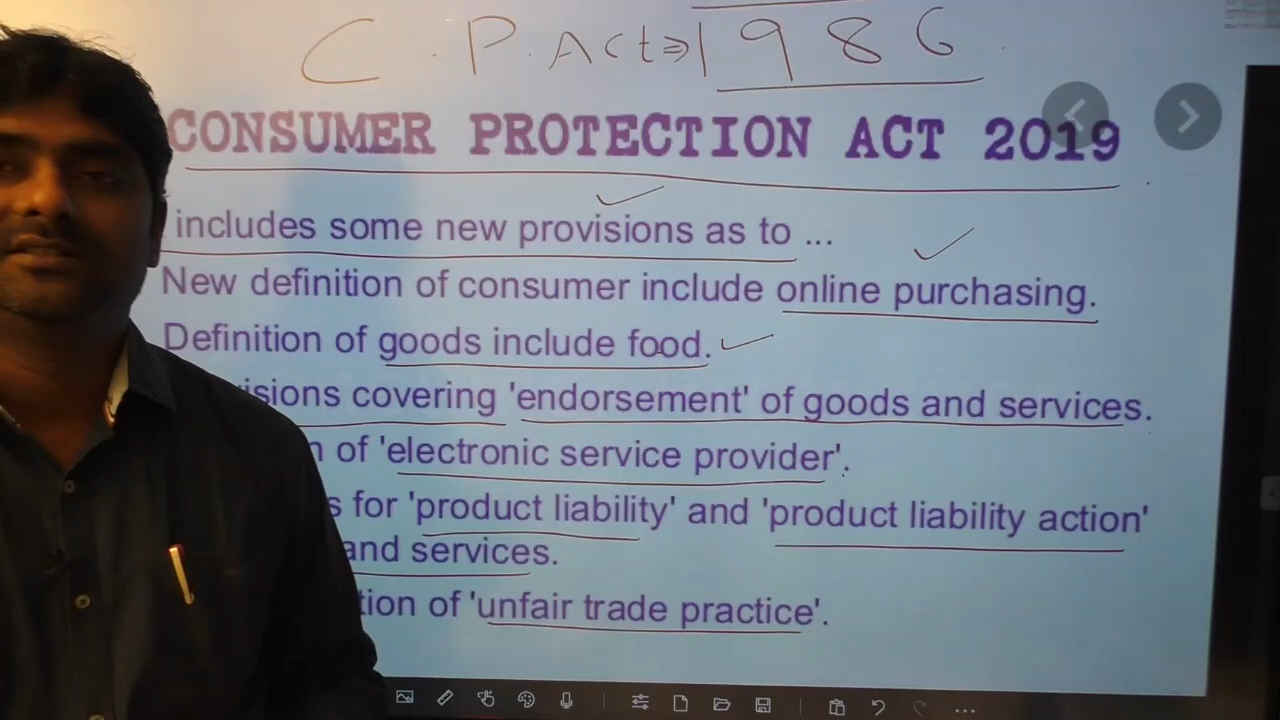 C. P. Act ⇒ 1986
CONSUMER PROTECTION ACT 2019
includes some new provisions as to ...
New definition of consumer include online purchasing.
Definition of goods include food.
isions covering 'endorsement' of goods and services.
n of 'electronic service provider'.
s for 'product liability' and 'product liability action'
and services.
tion of 'unfair trade practice'.